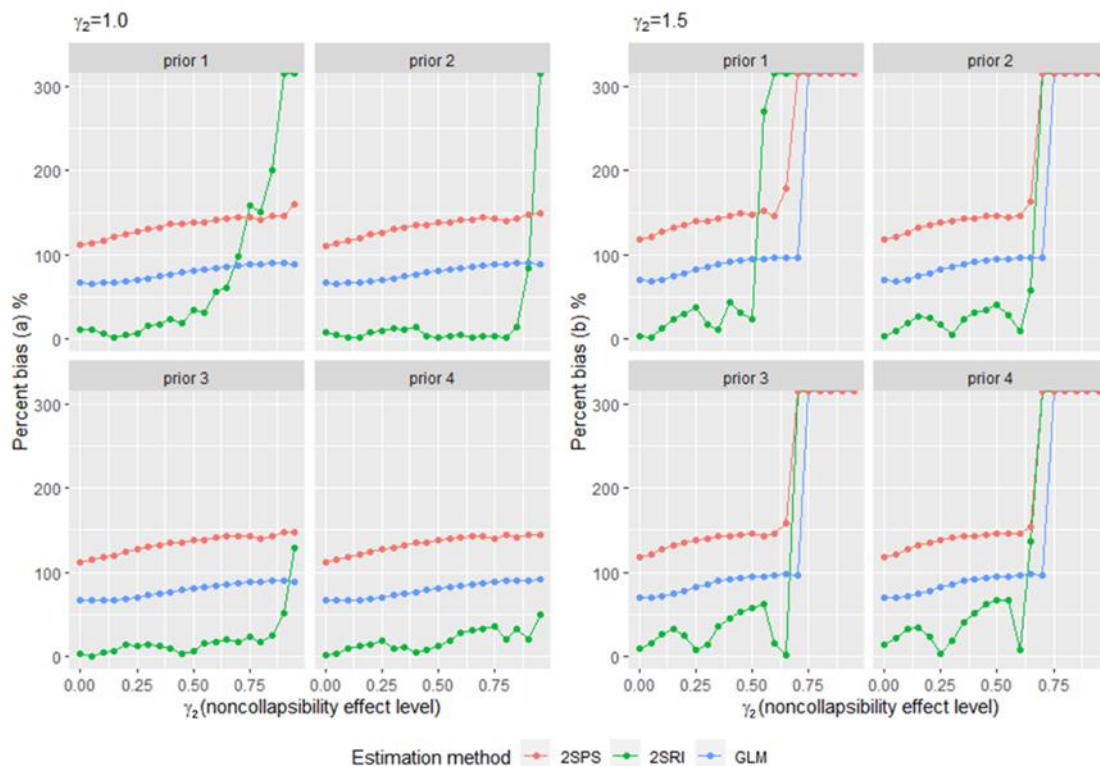 γ₂=1.0
γ₂=1.5
prior 1
prior 2
prior 1
prior 2
300
200
100
0
300
200
100
0
prior 3
prior 4
prior 3
prior 4
300
200
100
0
300
200
100
0
Percent bias (a) %
Percent bias (b) %
0.00 0.25 0.50 0.75
0.00 0.25 0.50 0.75
0.00 0.25 0.50 0.75
0.00 0.25 0.50 0.75
γ₂(noncollapsibility effect level)
γ₂(noncollapsibility effect level)
Estimation method 2SPS 2SRI GLM